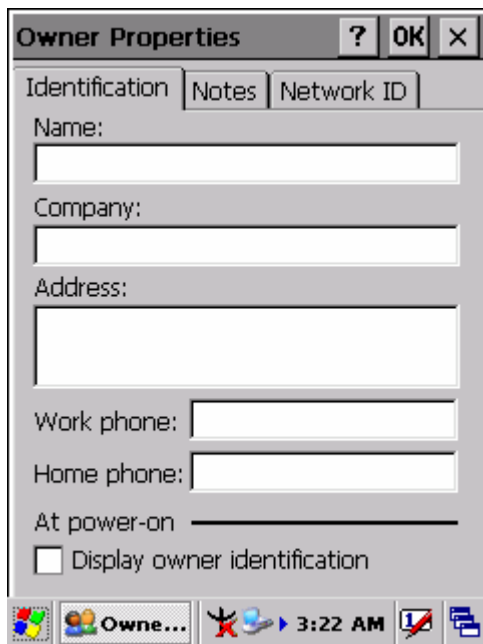 Owner Properties ? OK ×
Identification Notes Network ID
Name:
Company:
Address:
Work phone:
Home phone:
At power-on
Display owner identification
Owne... 3:22 AM